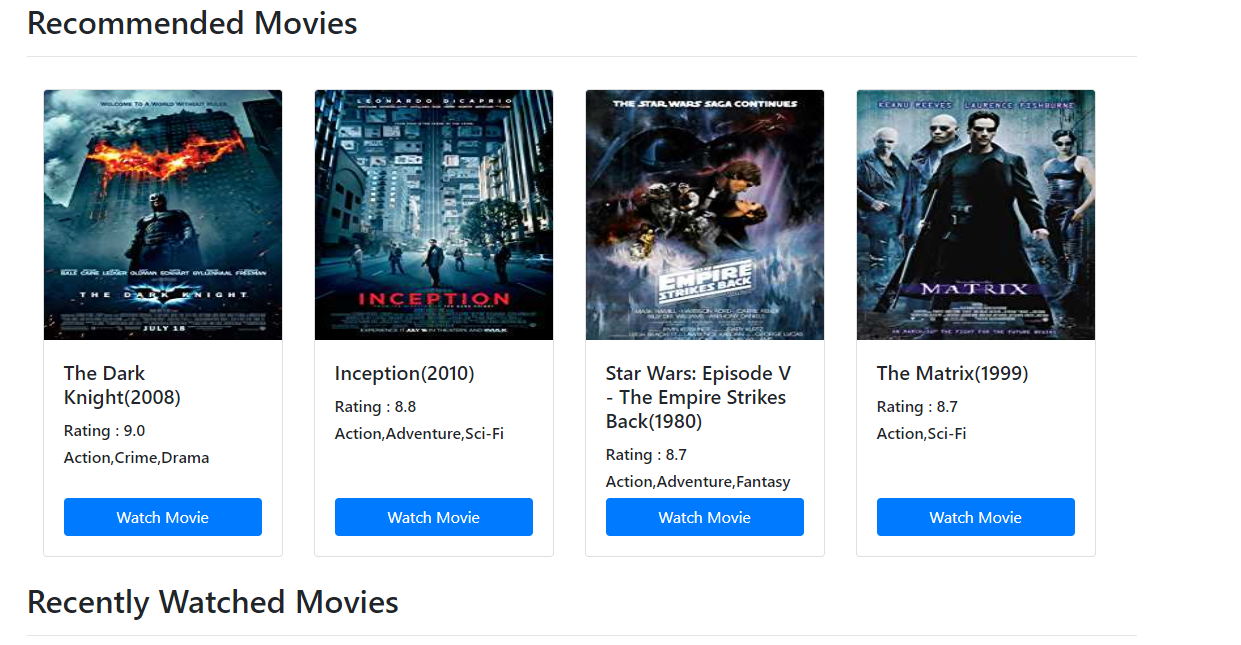 Recommended Movies
WELCOME TO A WORLD WITHOUT RULES.
BALE CAINE LEDGER OLDMAN ECKHART GYLLENHAAL FREEMAN
THE DARK KNIGHT
JULY 18
The Dark
Knight(2008)
Rating : 9.0
Action,Crime,Drama
Watch Movie
LEONARDO DICAPRIO
INCEPTION
Inception(2010)
Rating : 8.8
Action,Adventure,Sci-Fi
Watch Movie
THE STAR WARS SAGA CONTINUES
THE
EMPIRE
STRIKES BACK
Star Wars: Episode V
- The Empire Strikes
Back(1980)
Rating : 8.7
Action,Adventure,Fantasy
Watch Movie
KEANU REEVES LAURENCE FISHBURNE
MATRIX
The Matrix(1999)
Rating : 8.7
Action,Sci-Fi
Watch Movie
Recently Watched Movies